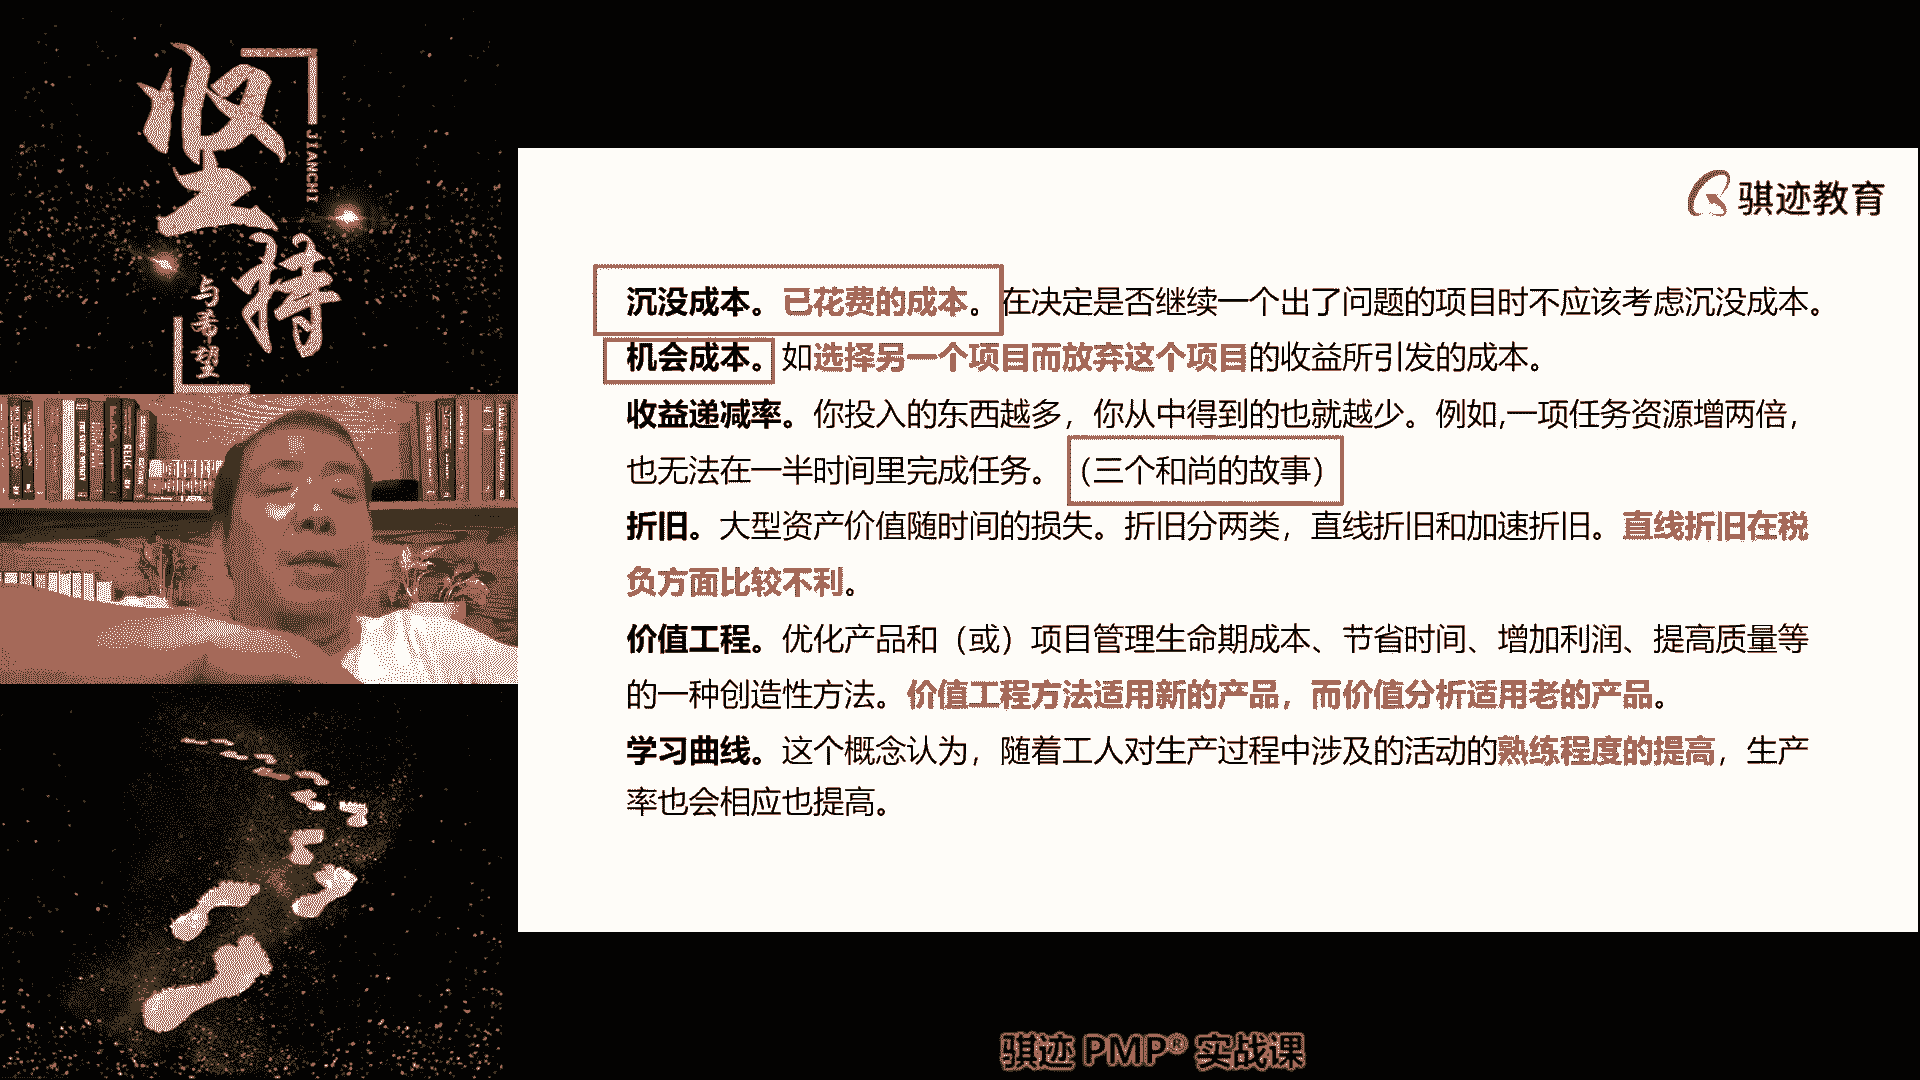 坚持
JIANCHI
与希望
骐迹教育
沉没成本。已花费的成本。在决定是否继续一个出了问题的项目时不应该考虑沉没成本。
机会成本。如选择另一个项目而放弃这个项目的收益所引发的成本。
收益递减率。你投入的东西越多，你从中得到的也就越少。例如,一项任务资源增两倍，
也无法在一半时间里完成任务。（三个和尚的故事）
折旧。大型资产价值随时间的损失。折旧分两类，直线折旧和加速折旧。直线折旧在税
负方面比较不利。
价值工程。优化产品和（或）项目管理生命期成本、节省时间、增加利润、提高质量等
的一种创造性方法。价值工程方法适用新的产品，而价值分析适用老的产品。
学习曲线。这个概念认为，随着工人对生产过程中涉及的活动的熟练程度的提高，生产
率也会相应也提高。
骐迹 PMP® 实战课